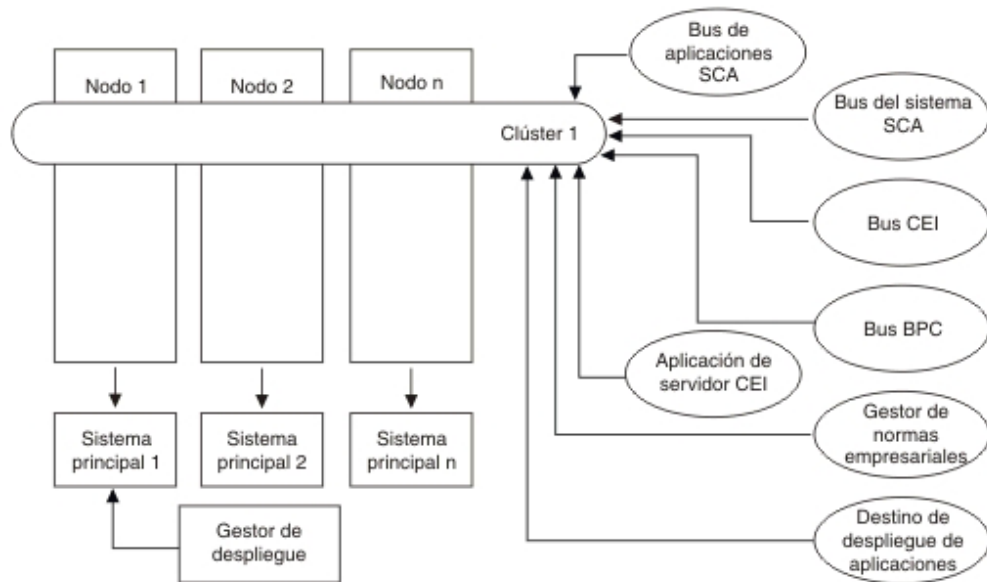 Bus de
aplicaciones
SCA
Nodo 1
Nodo 2
Nodo n
Bus del sistema
SCA
Clúster 1
Bus CEI
Bus BPC
Aplicación de
servidor CEI
Gestor de
normas
empresariales
Sistema
principal 1
Sistema
principal 2
Sistema
principal n
Gestor de
despliegue
Destino de
despliegue de
aplicaciones